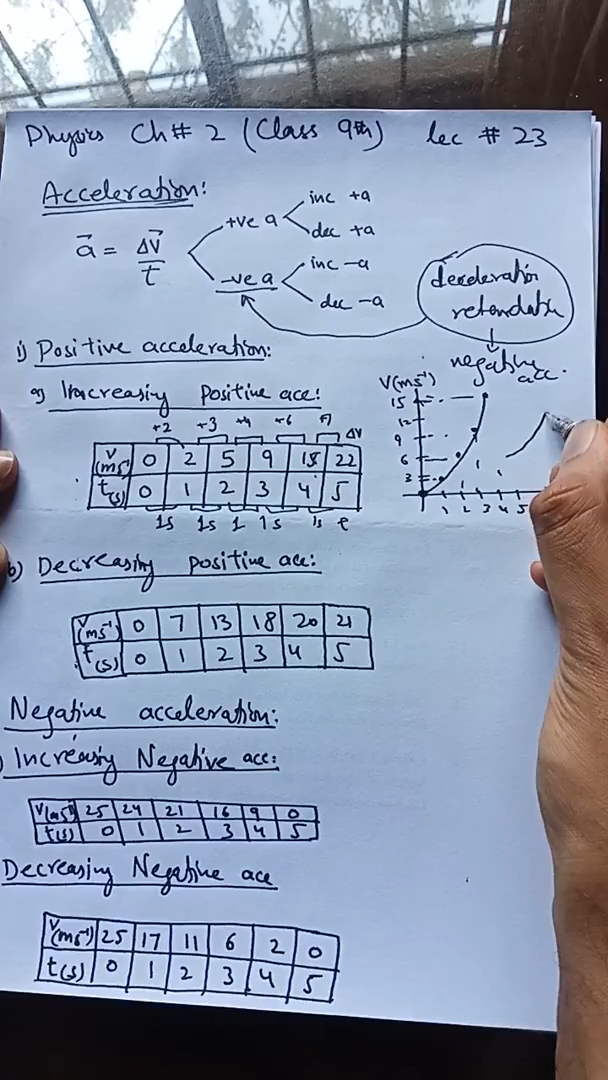 Physics Ch # 2 (Class 9th) lec # 23
Acceleration:
a = ΔV / t
+ve a
inc +a
dec +a
-ve a
inc -a
dec -a
deceleration
retardation
negative
acc.
i) Positive acceleration:
a) Increasing positive acc:
+2 +3 +4 +6 +7 ΔV
V(ms⁻¹) 0 2 5 9 15 22
t(s) 0 1 2 3 4 5
1s 1s 1 1s 1s
V(ms⁻¹)
15
12
9
6
3
1 2 3 4 5
b) Decreasing positive acc:
V(ms⁻¹) 0 7 13 18 20 21
t(s) 0 1 2 3 4 5
Negative acceleration:
Increasing Negative acc:
V(ms⁻¹) 25 24 21 16 9 0
t(s) 0 1 2 3 4 5
Decreasing Negative acc
V(ms⁻¹) 25 17 11 6 2 0
t(s) 0 1 2 3 4 5